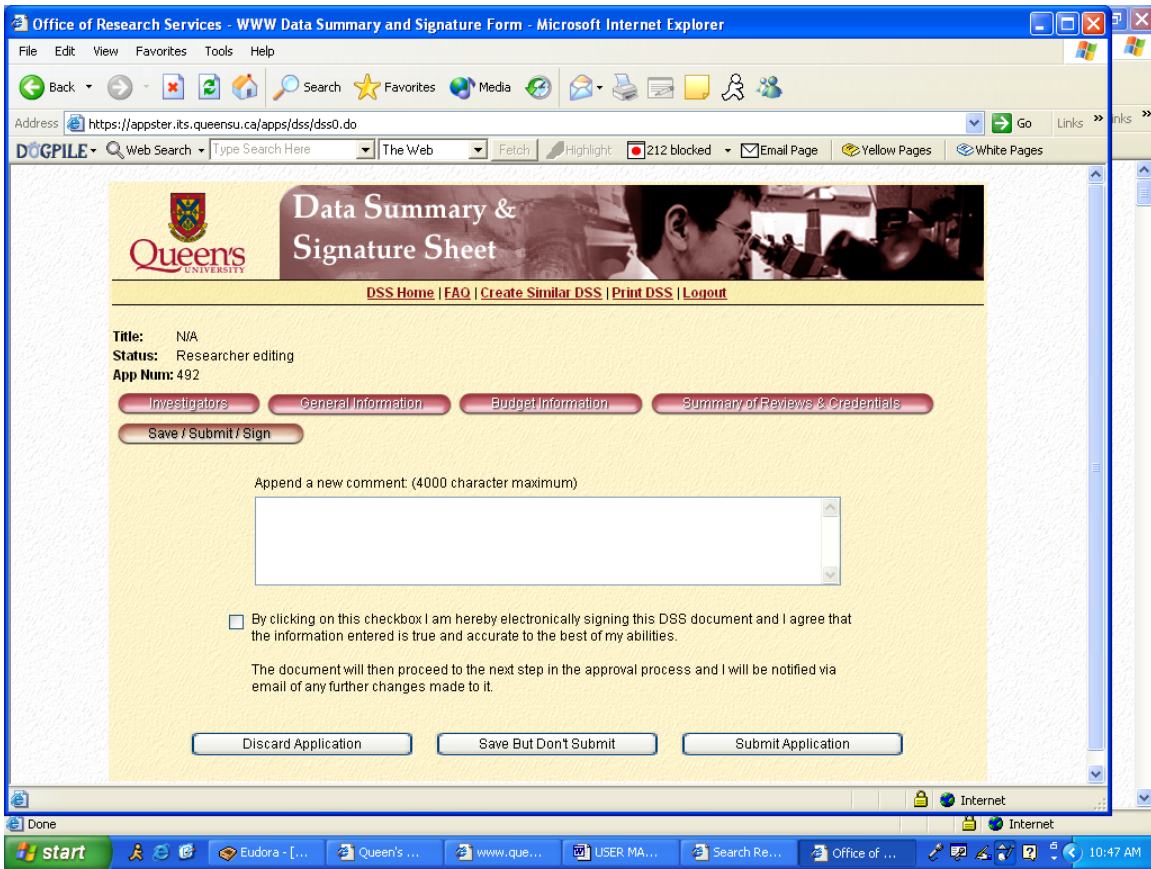 Office of Research Services - WWW Data Summary and Signature Form - Microsoft Internet Explorer
File Edit View Favorites Tools Help
Back Search Favorites Media
Address https://appster.its.queensu.ca/apps/dss/dss0.do Go Links » inks »
DOGPILE Web Search Type Search Here The Web Fetch Highlight 212 blocked Email Page Yellow Pages White Pages
Data Summary &
Signature Sheet
Queen's
UNIVERSITY
DSS Home | FAQ | Create Similar DSS | Print DSS | Logout
Title: N/A
Status: Researcher editing
App Num: 492
Investigators General Information Budget Information Summary of Reviews & Credentials
Save / Submit / Sign
Append a new comment: (4000 character maximum)
By clicking on this checkbox I am hereby electronically signing this DSS document and I agree that
the information entered is true and accurate to the best of my abilities.
The document will then proceed to the next step in the approval process and I will be notified via
email of any further changes made to it.
Discard Application Save But Don't Submit Submit Application
Internet
Done Internet
start Eudora - [... Queen's ... www.que... USER MA... Search Re... Office of ... 10:47 AM